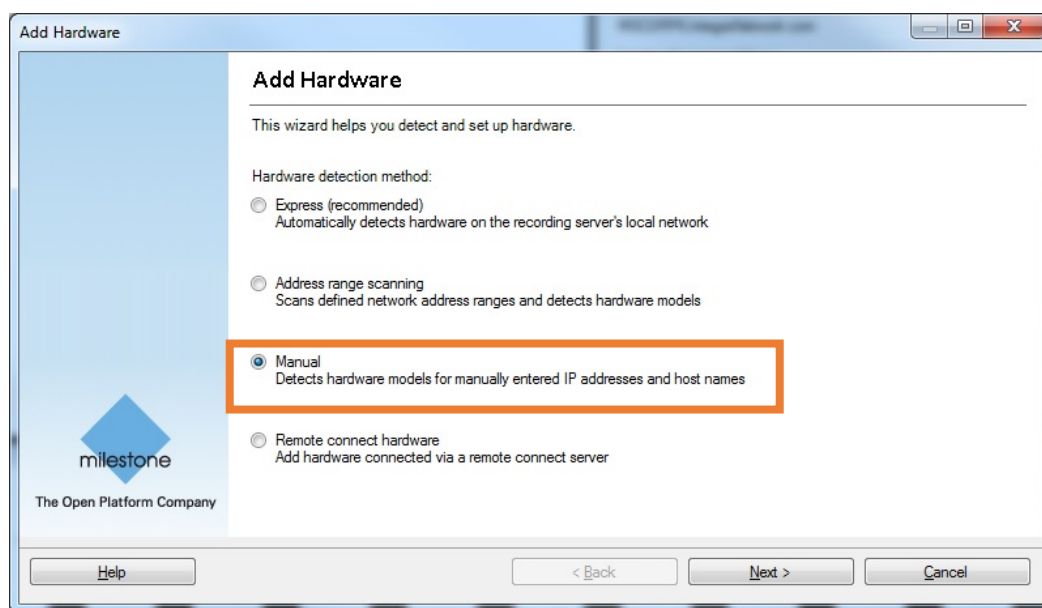 Add Hardware
Add Hardware
This wizard helps you detect and set up hardware.
Hardware detection method:
Express (recommended)
Automatically detects hardware on the recording server's local network
Address range scanning
Scans defined network address ranges and detects hardware models
Manual
Detects hardware models for manually entered IP addresses and host names
Remote connect hardware
Add hardware connected via a remote connect server
milestone
The Open Platform Company
Help
< Back
Next >
Cancel